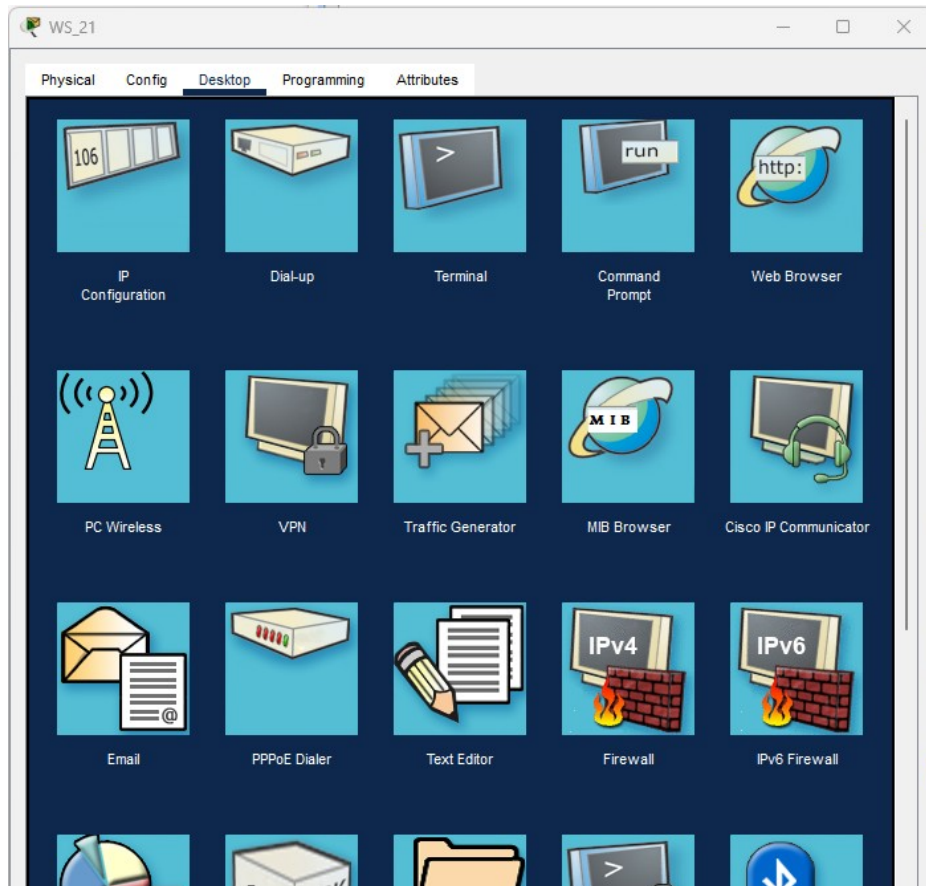 WS_21
Physical Config Desktop Programming Attributes
106
>
run
http:
IP
Configuration
Dial-up
Terminal
Command
Prompt
Web Browser
MIB
PC Wireless
VPN
Traffic Generator
MIB Browser
Cisco IP Communicator
@
IPv4
IPv6
Email
PPPoE Dialer
Text Editor
Firewall
IPv6 Firewall
>